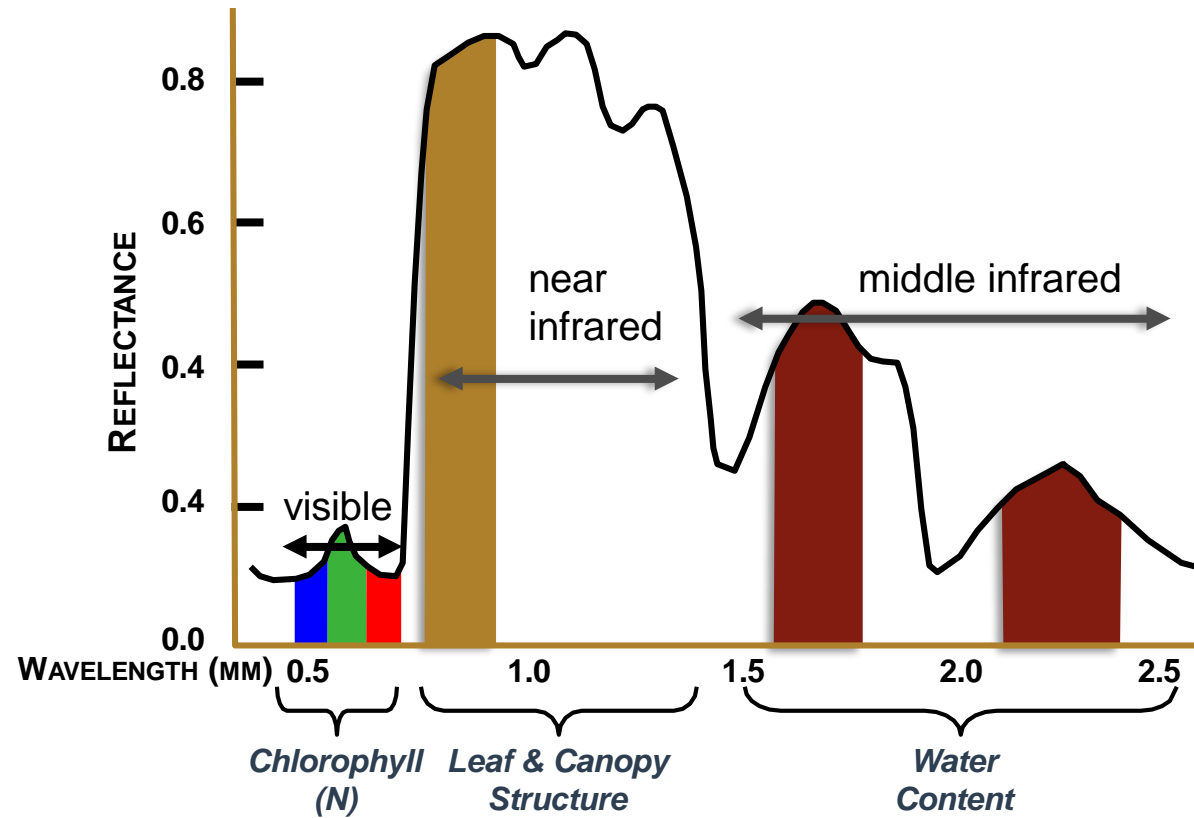 0.8
0.6
0.4
0.4
0.0
REFLECTANCE
near
infrared
middle infrared
visible
WAVELENGTH (MM) 0.5 1.0 1.5 2.0 2.5
Chlorophyll
(N)
Leaf & Canopy
Structure
Water
Content